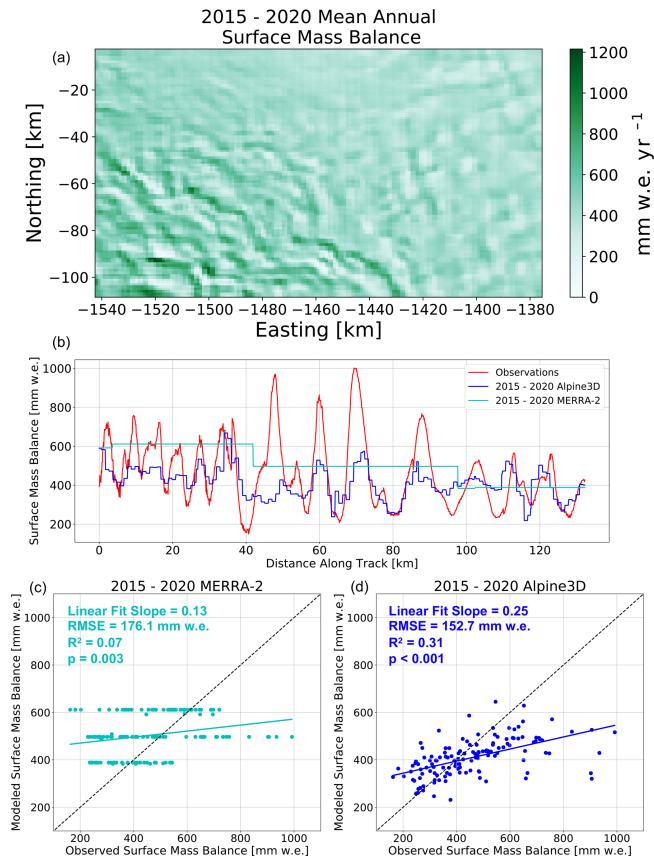 2015 - 2020 Mean Annual
Surface Mass Balance
(a)
Northing [km]
−20
−40
−60
−80
−100
−1540 −1520 −1500 −1480 −1460 −1440 −1420 −1400 −1380
Easting [km]
1200
1000
800
600
400
200
0
mm w.e. yr ⁻¹
(b)
Surface Mass Balance [mm w.e.]
1000
800
600
400
200
Observations
2015 - 2020 Alpine3D
2015 - 2020 MERRA-2
0 20 40 60 80 100 120
Distance Along Track [km]
(c)
2015 - 2020 MERRA-2
Modeled Surface Mass Balance [mm w.e.]
1000
800
600
400
200
Linear Fit Slope = 0.13
RMSE = 176.1 mm w.e.
R² = 0.07
p = 0.003
200 400 600 800 1000
Observed Surface Mass Balance [mm w.e.]
(d)
2015 - 2020 Alpine3D
Modeled Surface Mass Balance [mm w.e.]
1000
800
600
400
200
Linear Fit Slope = 0.25
RMSE = 152.7 mm w.e.
R² = 0.31
p < 0.001
200 400 600 800 1000
Observed Surface Mass Balance [mm w.e.]